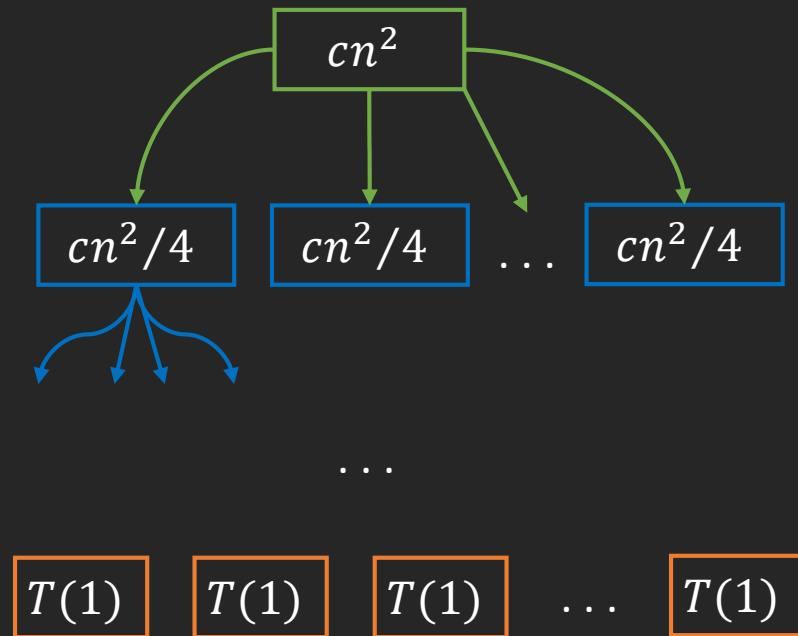 cn²
cn²/4 cn²/4 ... cn²/4
...
T(1) T(1) T(1) ... T(1)